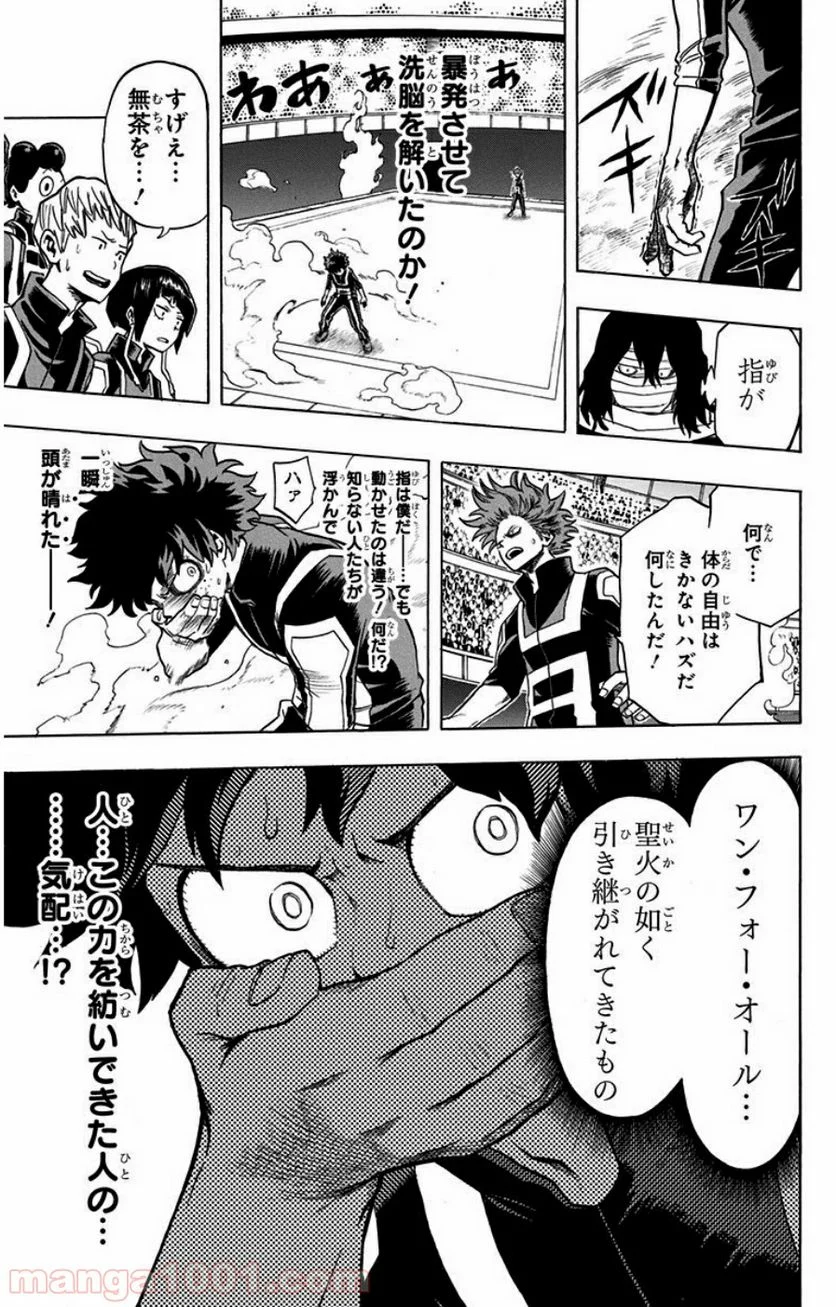 ズキ
ズキ
暴発させて
洗脳を解いたのか！
わあ
あ
あ
すげえ…
無茶を…！
指が
何で…
体の自由は
きかないハズだ
何したんだ！
指は僕だ——…でも
動かせたのは違う！何だ!?
知らない人たちが
浮かんで
ハァ
一瞬
頭が晴れた——！
ワン・フォー・オール…
聖火の如く
引き継がれてきたもの
人…この力を紡いできた人の…
……気配…!?
manga1001.com